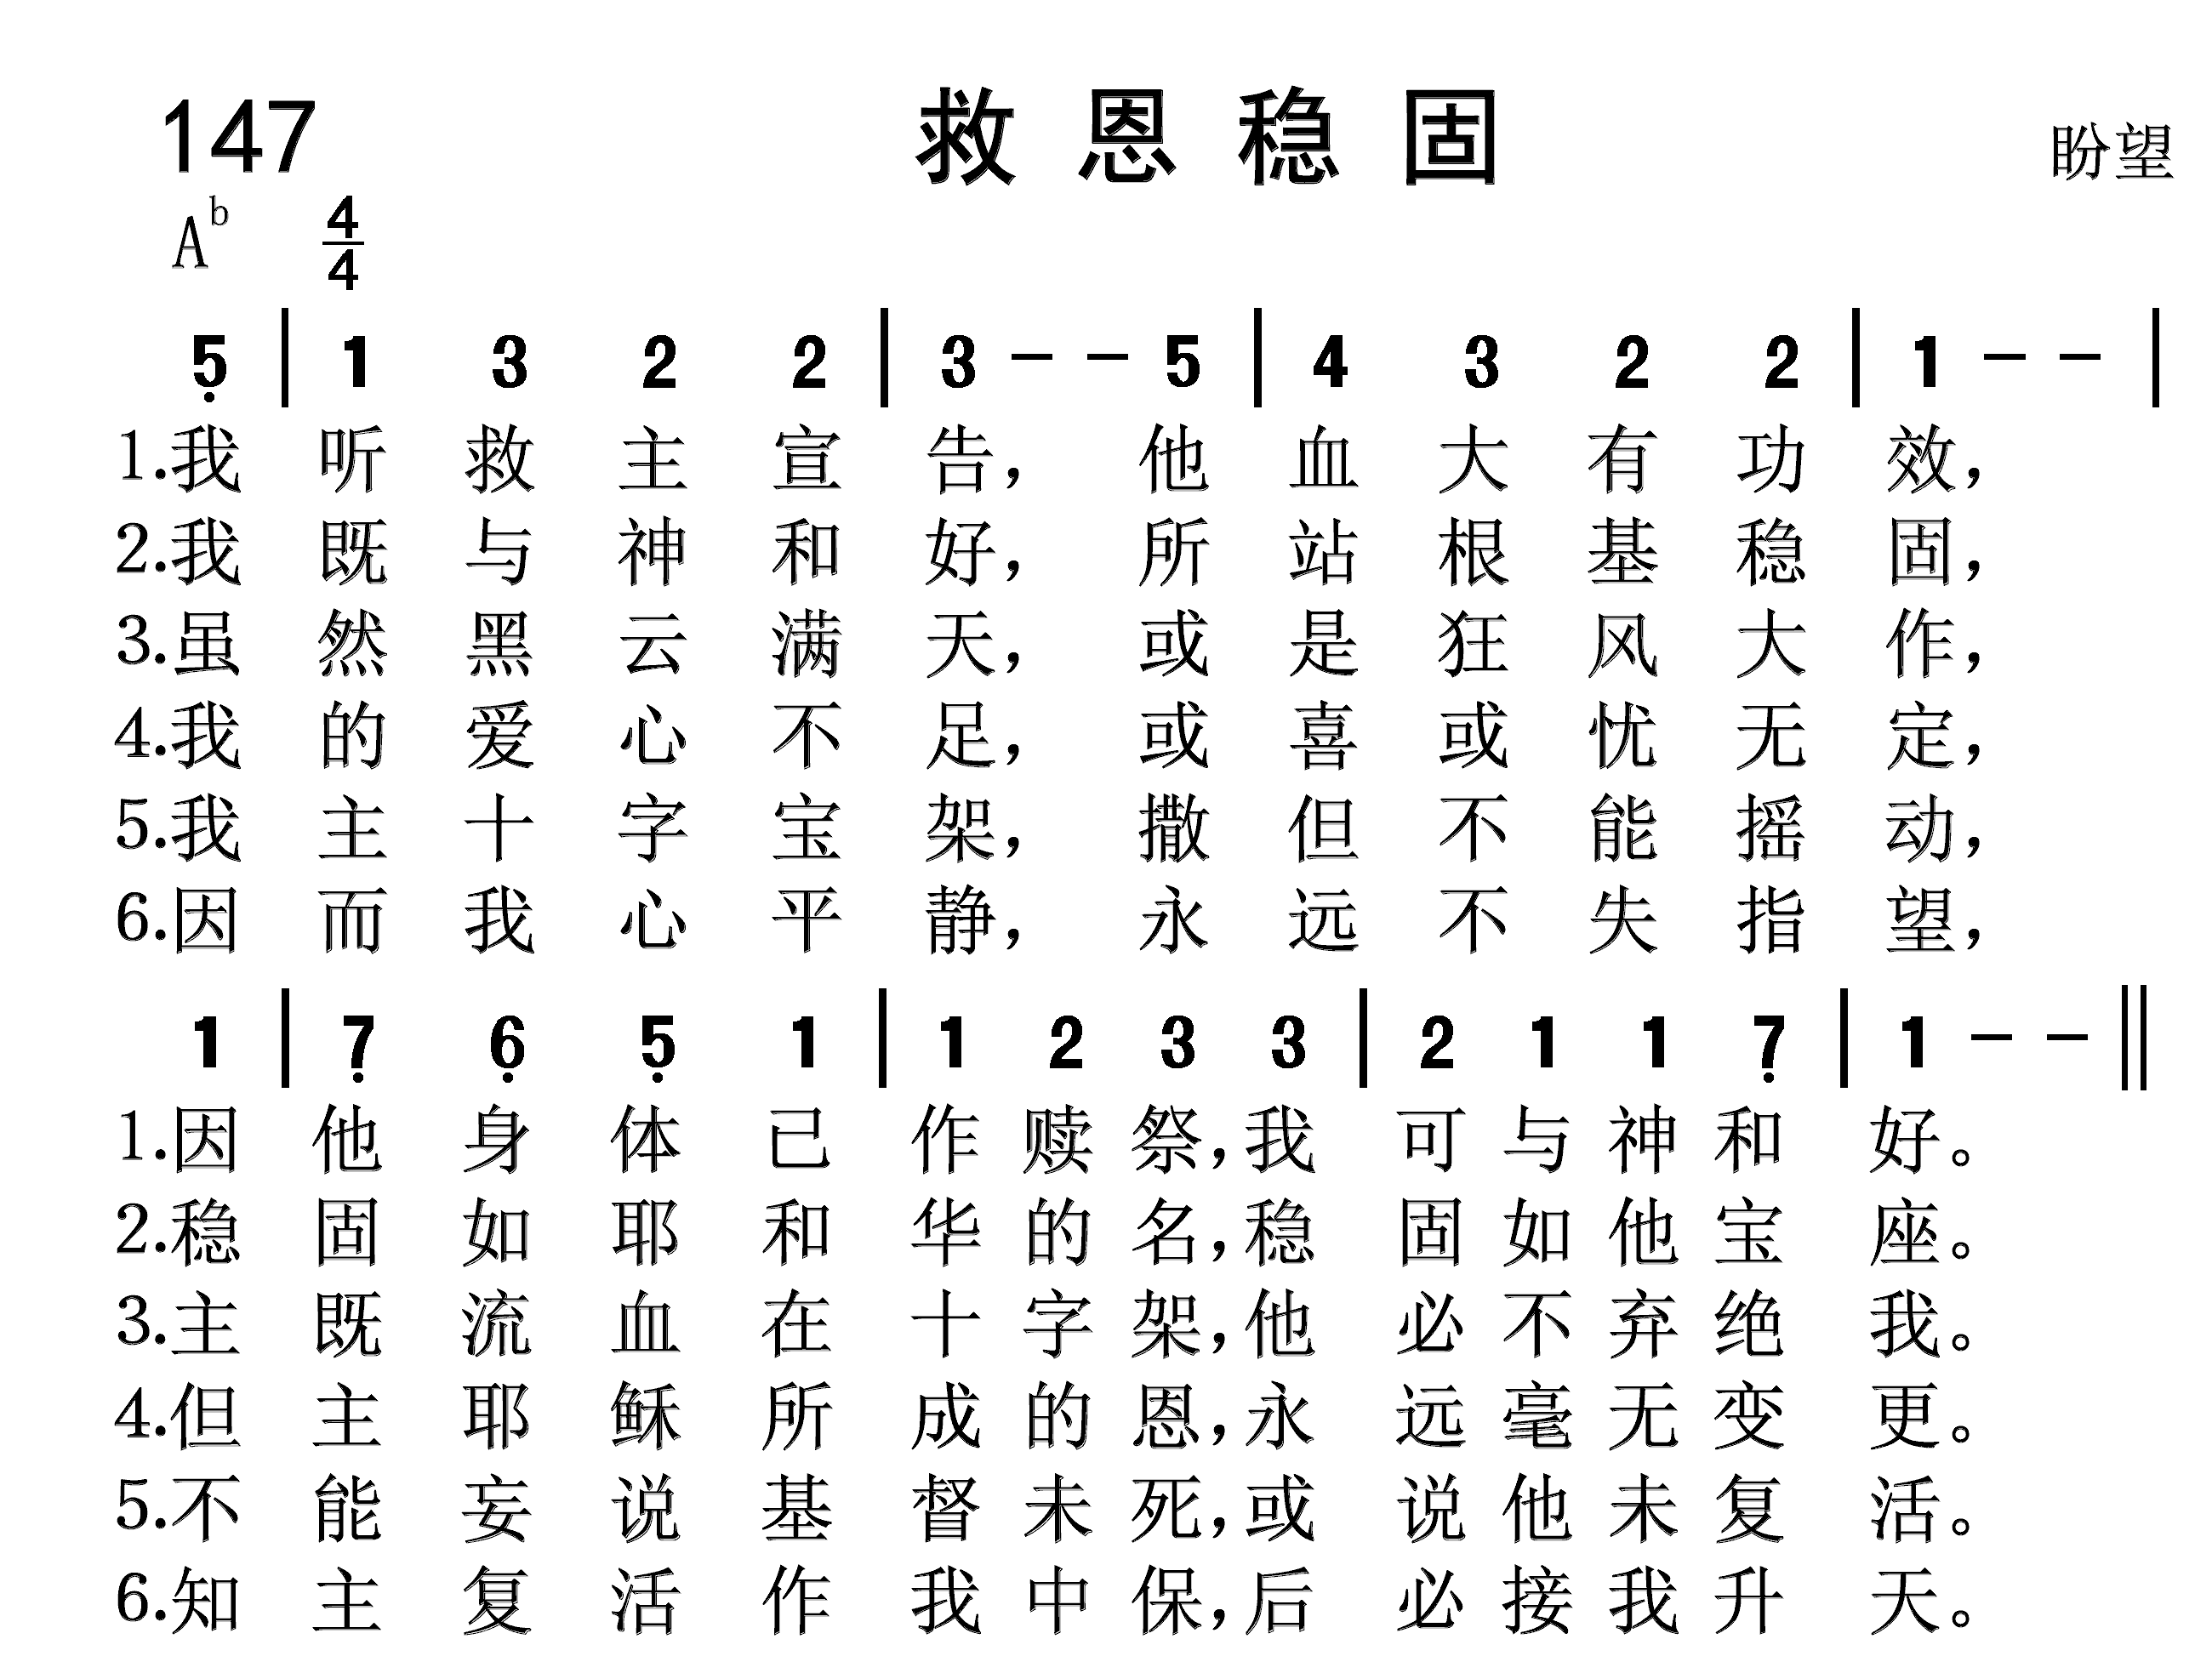 147 救恩稳固 盼望
A^b 4/4
5̣ | 1 3 2 2 | 3 - - 5 | 4 3 2 2 | 1 - - |
1.我听救主宣告，他血大有功效，
2.我既与神和好，所站根基稳固，
3.虽然黑云满天，或是狂风大作，
4.我的爱心不足，或喜或忧无定，
5.我主十字宝架，撒但不能摇动，
6.因而我心平静，永远不失指望，
1 | 7̣ 6̣ 5̣ 1 | 1 2 3 3 | 2 1 1 7̣ | 1 - - ‖
1.因他身体已作赎祭，我可与神和好。
2.稳固如耶和华的名，稳固如他宝座。
3.主既流血在十字架，他必不弃绝我。
4.但主耶稣所成的恩，永远毫无变更。
5.不能妄说基督未死，或说他未复活。
6.知主复活作我中保，后必接我升天。